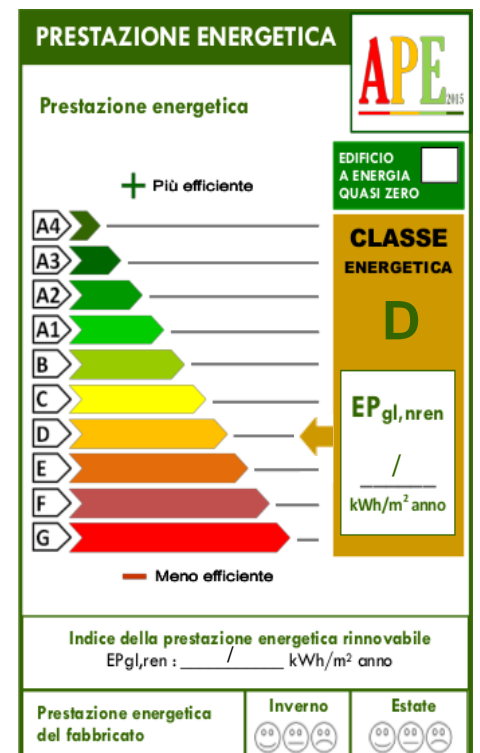 PRESTAZIONE ENERGETICA
APE 2015
Prestazione energetica
EDIFICIO
A ENERGIA
QUASI ZERO
+ Più efficiente
A4
A3
A2
A1
B
C
D
E
F
G
— Meno efficiente
CLASSE
ENERGETICA
D
EPgl,nren
/
kWh/m² anno
Indice della prestazione energetica rinnovabile
EPgl,ren : ______/______ kWh/m² anno
Prestazione energetica
del fabbricato
Inverno
Estate